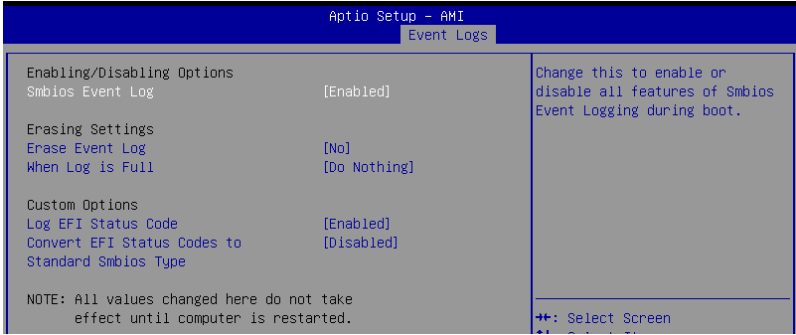 Aptio Setup – AMI
Event Logs
Enabling/Disabling Options
Smbios Event Log [Enabled]
Erasing Settings
Erase Event Log [No]
When Log is Full [Do Nothing]
Custom Options
Log EFI Status Code [Enabled]
Convert EFI Status Codes to [Disabled]
Standard Smbios Type
NOTE: All values changed here do not take
effect until computer is restarted.
Change this to enable or
disable all features of Smbios
Event Logging during boot.
→←: Select Screen